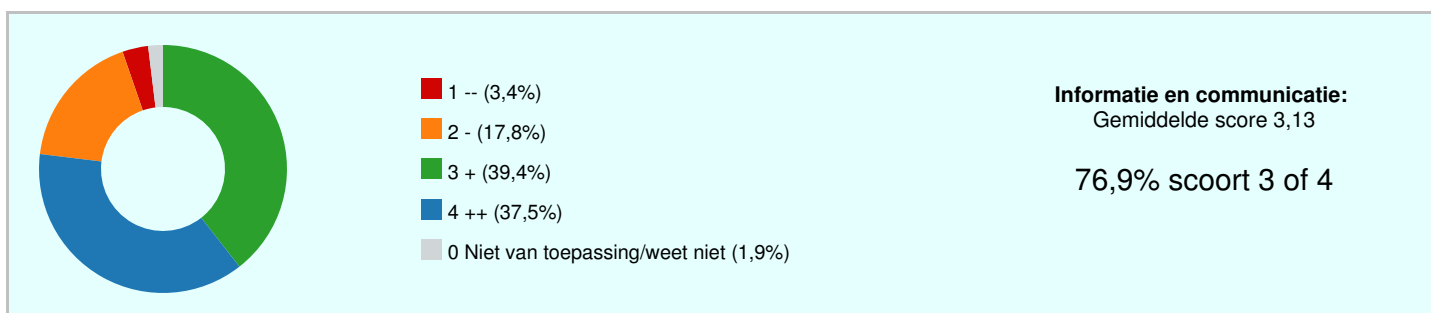 1 -- (3,4%)
2 - (17,8%)
3 + (39,4%)
4 ++ (37,5%)
0 Niet van toepassing/weet niet (1,9%)
Informatie en communicatie:
Gemiddelde score 3,13
76,9% scoort 3 of 4